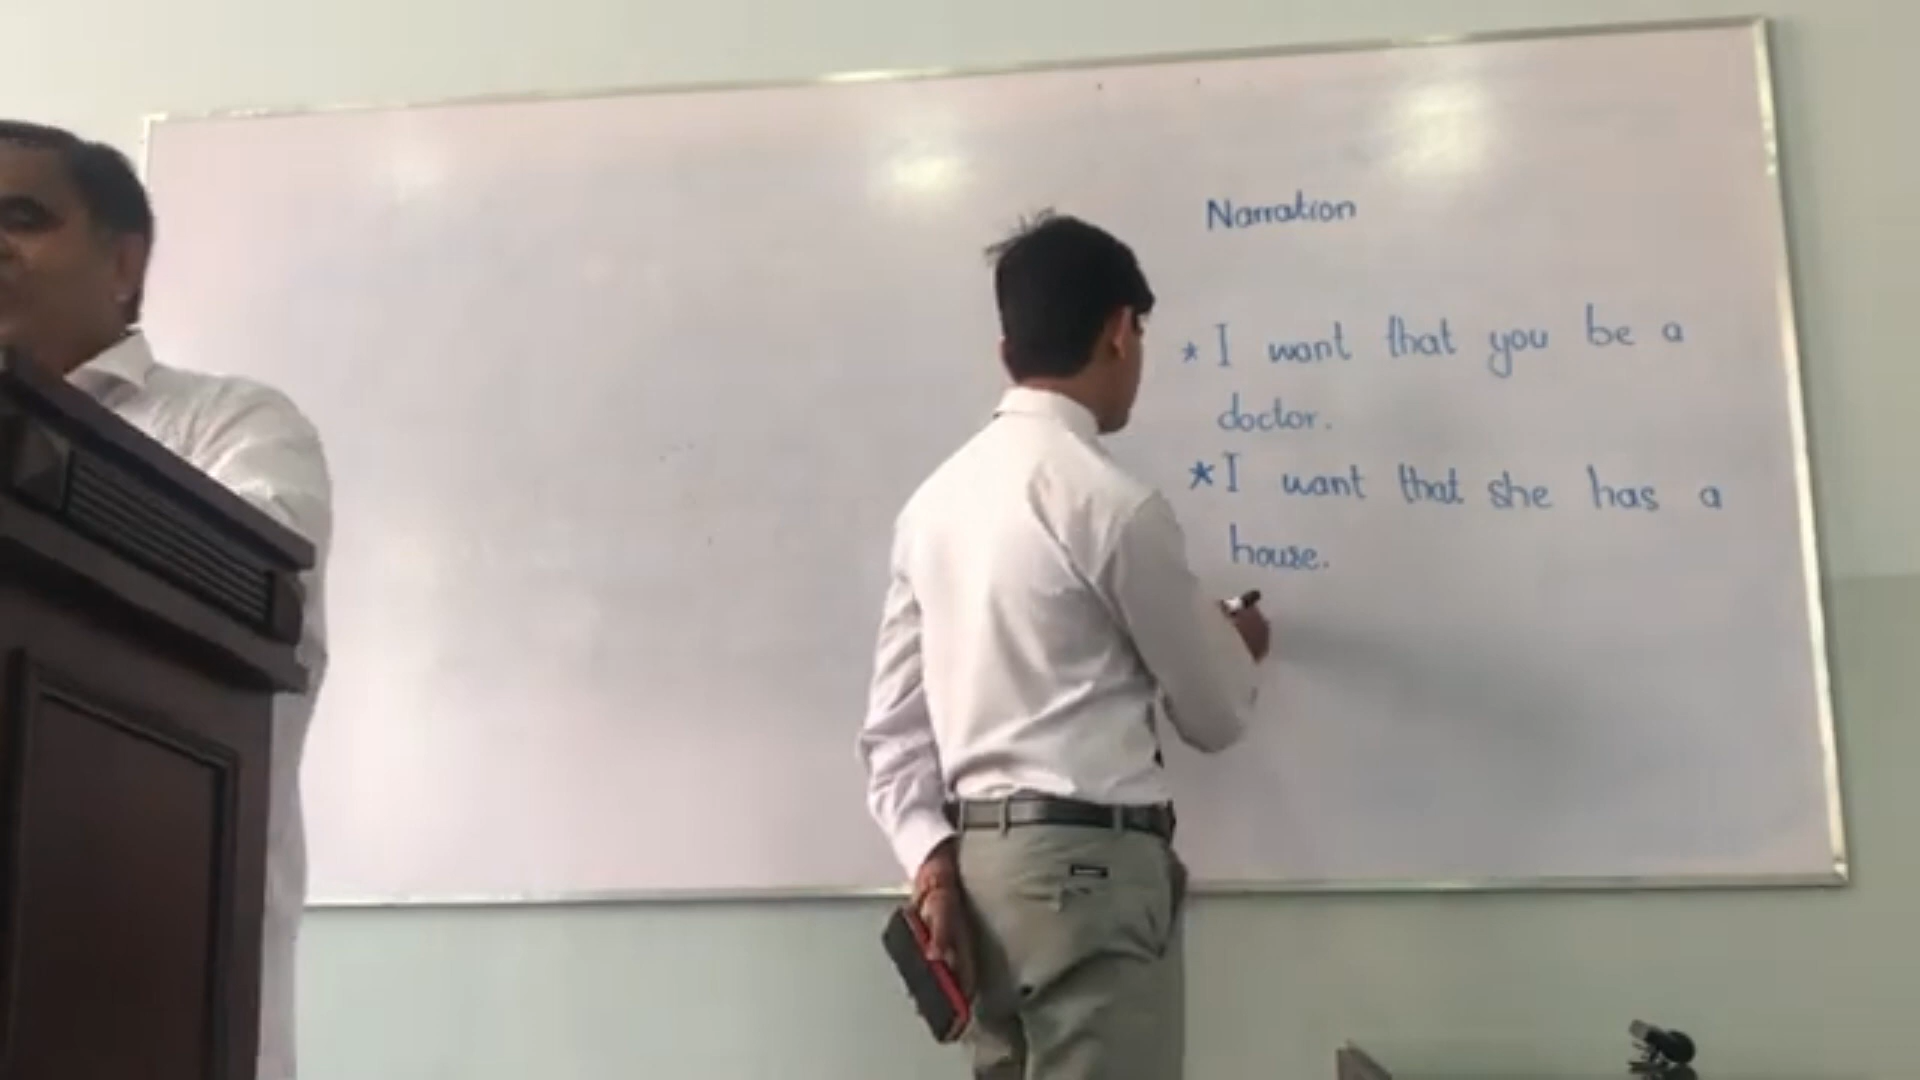 Narration
* I want that you be a
doctor.
* I want that she has a
house.